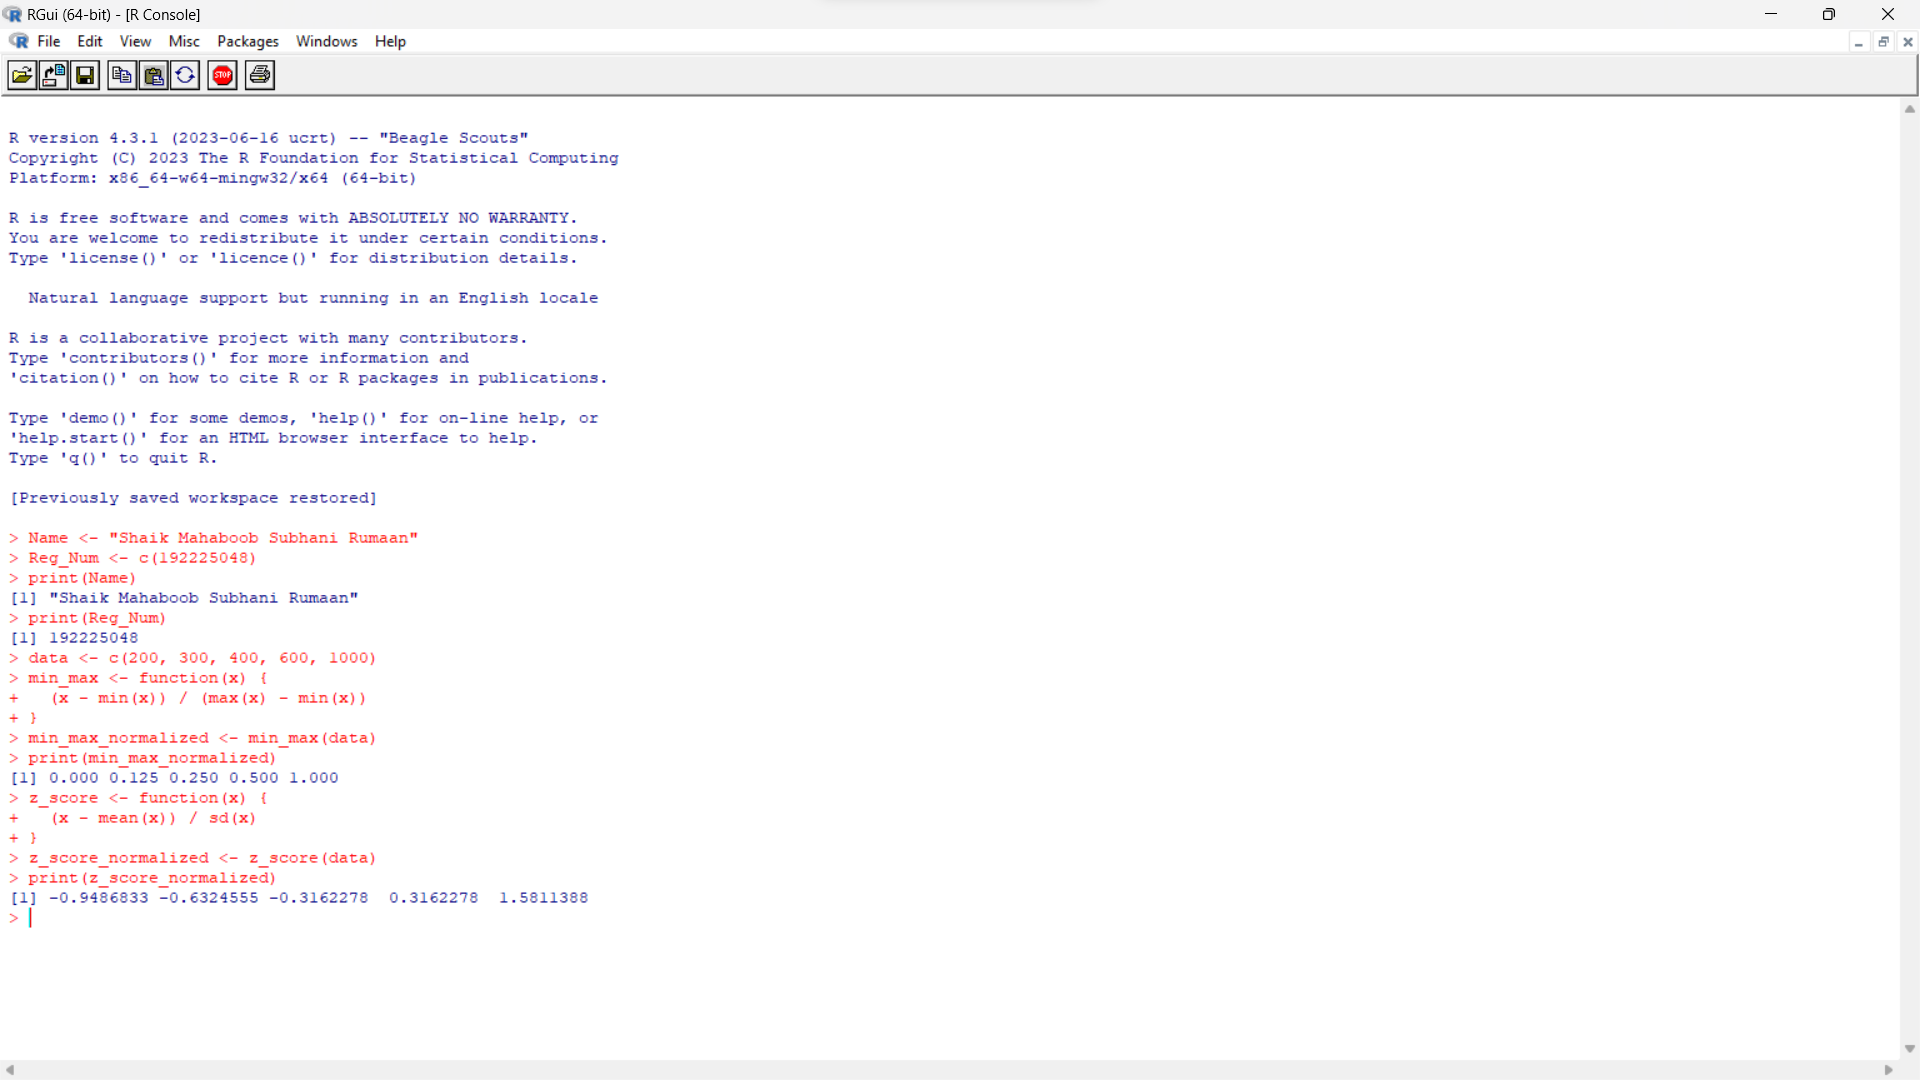 RGui (64-bit) - [R Console]
File Edit View Misc Packages Windows Help
STOP
R version 4.3.1 (2023-06-16 ucrt) -- "Beagle Scouts"
Copyright (C) 2023 The R Foundation for Statistical Computing
Platform: x86_64-w64-mingw32/x64 (64-bit)
R is free software and comes with ABSOLUTELY NO WARRANTY.
You are welcome to redistribute it under certain conditions.
Type 'license()' or 'licence()' for distribution details.
  Natural language support but running in an English locale
R is a collaborative project with many contributors.
Type 'contributors()' for more information and
'citation()' on how to cite R or R packages in publications.
Type 'demo()' for some demos, 'help()' for on-line help, or
'help.start()' for an HTML browser interface to help.
Type 'q()' to quit R.
[Previously saved workspace restored]
> Name <- "Shaik Mahaboob Subhani Rumaan"
> Reg_Num <- c(192225048)
> print(Name)
[1] "Shaik Mahaboob Subhani Rumaan"
> print(Reg_Num)
[1] 192225048
> data <- c(200, 300, 400, 600, 1000)
> min_max <- function(x) {
+   (x - min(x)) / (max(x) - min(x))
+ }
> min_max_normalized <- min_max(data)
> print(min_max_normalized)
[1] 0.000 0.125 0.250 0.500 1.000
> z_score <- function(x) {
+   (x - mean(x)) / sd(x)
+ }
> z_score_normalized <- z_score(data)
> print(z_score_normalized)
[1] -0.9486833 -0.6324555 -0.3162278  0.3162278  1.5811388
>